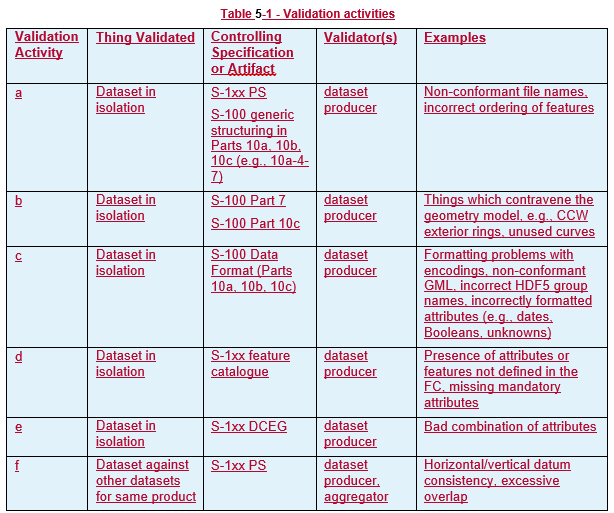 Table 5-1 - Validation activities
Validation Activity | Thing Validated | Controlling Specification or Artifact | Validator(s) | Examples
a | Dataset in isolation | S-1xx PS S-100 generic structuring in Parts 10a, 10b, 10c (e.g., 10a-4-7) | dataset producer | Non-conformant file names, incorrect ordering of features
b | Dataset in isolation | S-100 Part 7 S-100 Part 10c | dataset producer | Things which contravene the geometry model, e.g., CCW exterior rings, unused curves
c | Dataset in isolation | S-100 Data Format (Parts 10a, 10b, 10c) | dataset producer | Formatting problems with encodings, non-conformant GML, incorrect HDF5 group names, incorrectly formatted attributes (e.g., dates, Booleans, unknowns)
d | Dataset in isolation | S-1xx feature catalogue | dataset producer | Presence of attributes or features not defined in the FC, missing mandatory attributes
e | Dataset in isolation | S-1xx DCEG | dataset producer | Bad combination of attributes
f | Dataset against other datasets for same product | S-1xx PS | dataset producer, aggregator | Horizontal/vertical datum consistency, excessive overlap